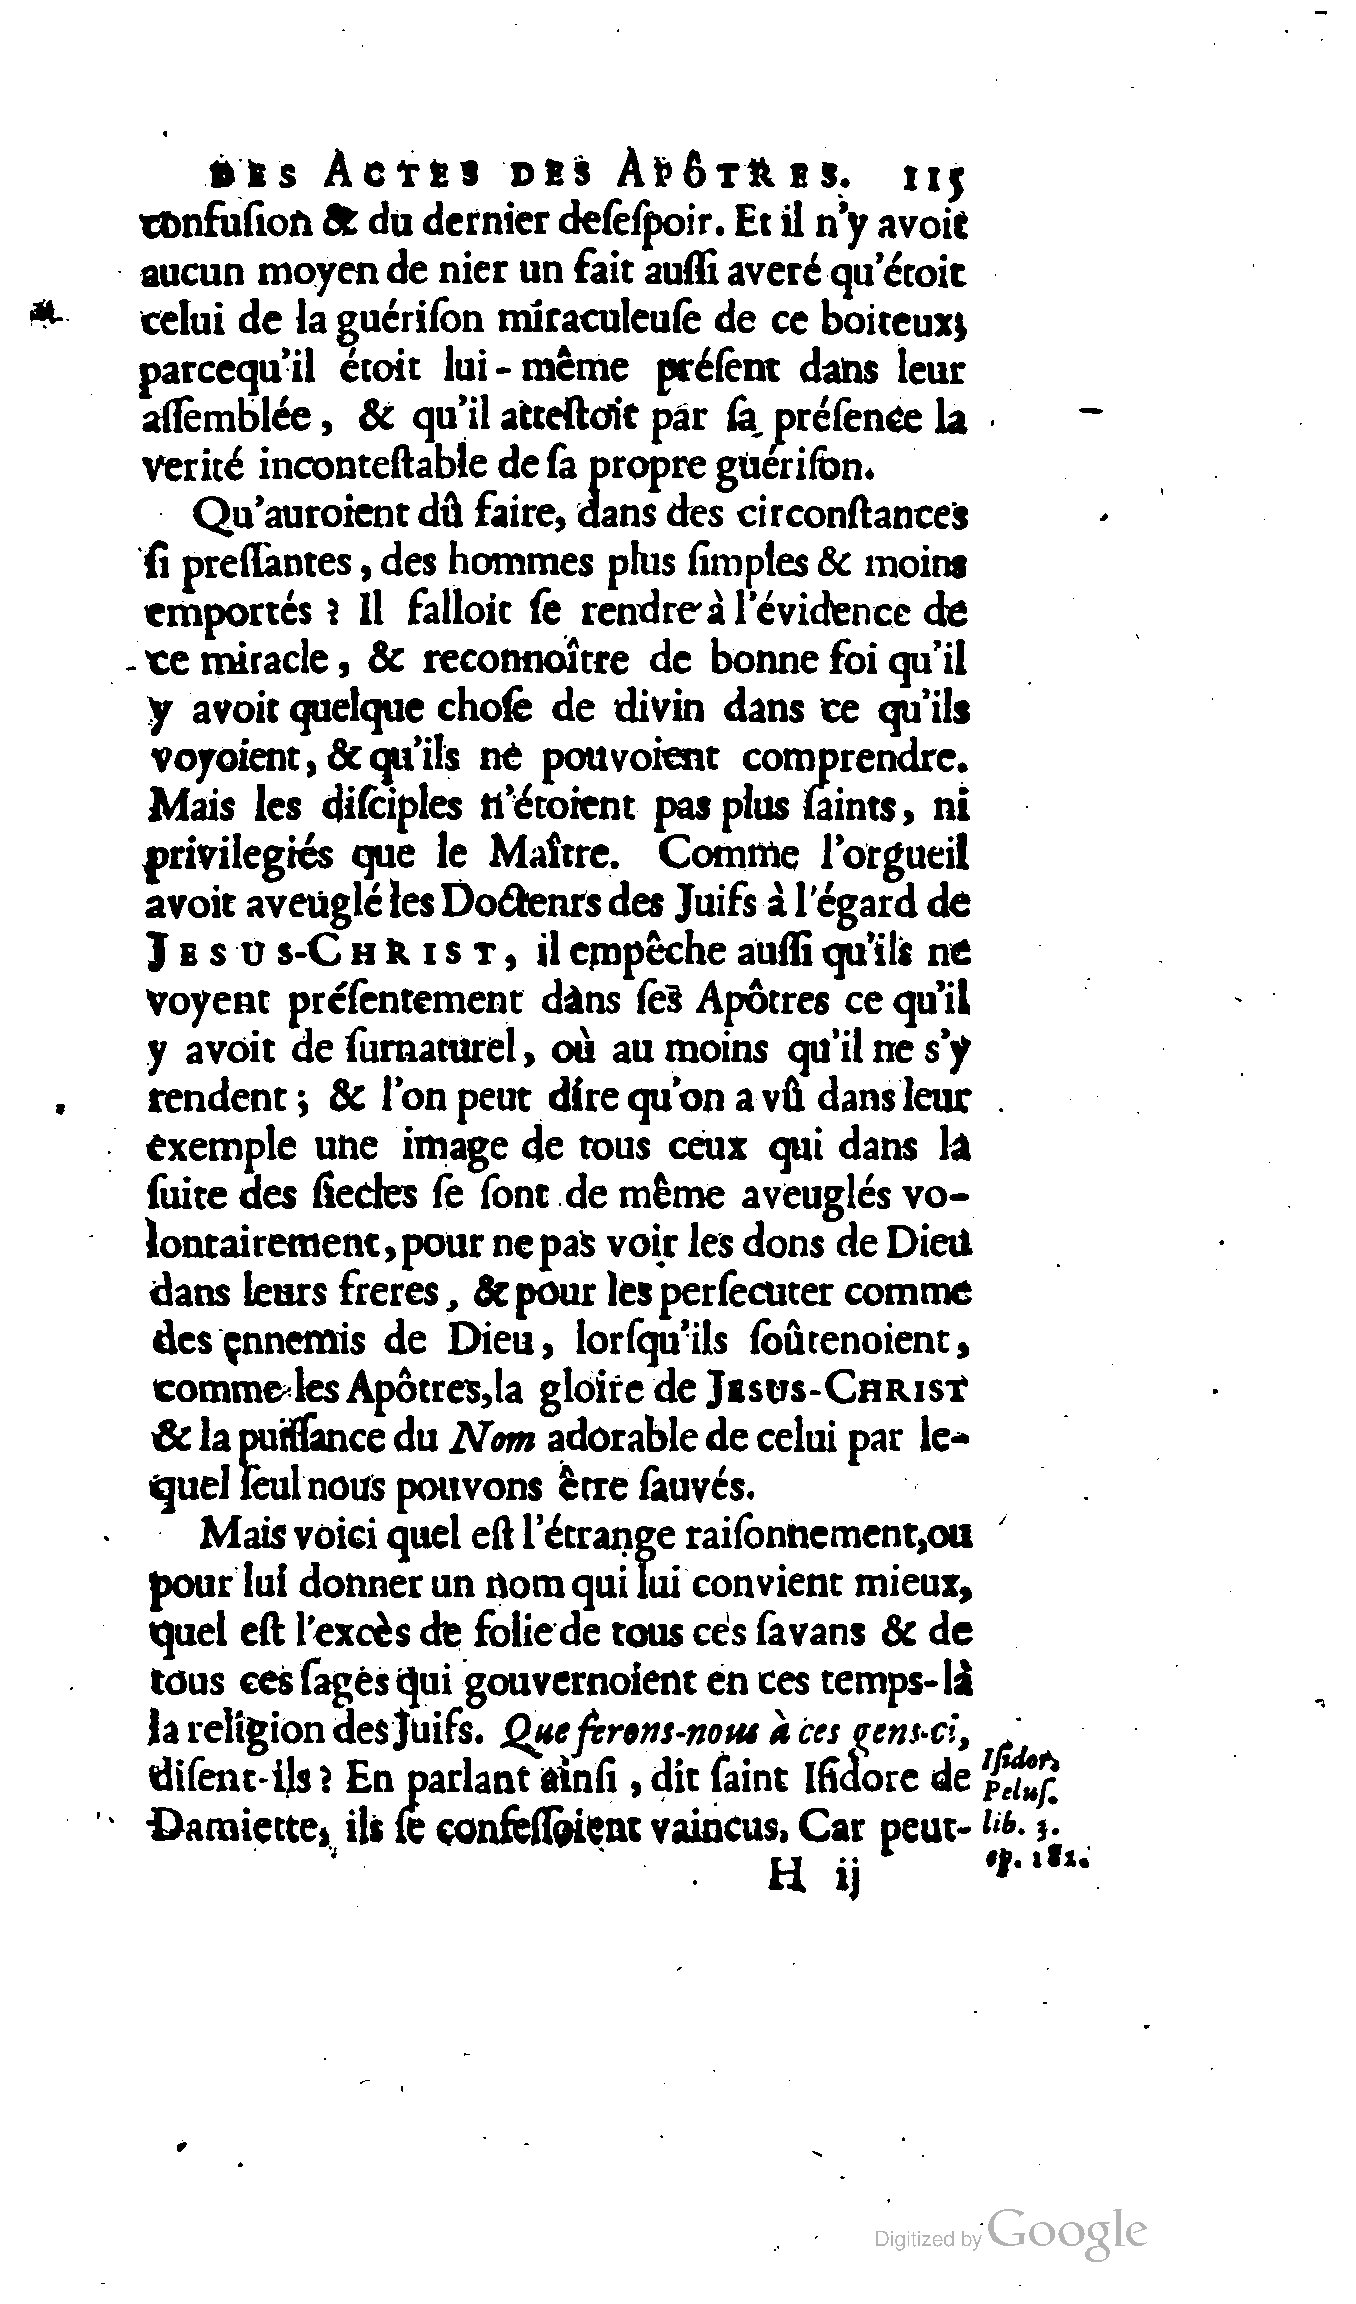 DES ACTES DES APÔTRES. 115
confuſion & du dernier deſeſpoir. Et il n'y avoit
aucun moyen de nier un fait auſſi averé qu'étoit
celui de la guériſon miraculeuſe de ce boiteux;
parcequ'il étoit lui-même préſent dans leur
aſſemblée, & qu'il atteſtoit par ſa préſence la
verité inconteſtable de ſa propre guériſon.
Qu'auroient dû faire, dans des circonſtances
ſi preſſantes, des hommes plus ſimples & moins
emportés ? Il falloit ſe rendre à l'évidence de
ce miracle, & reconnoître de bonne foi qu'il
y avoit quelque choſe de divin dans ce qu'ils
voyoient, & qu'ils ne pouvoient comprendre.
Mais les diſciples n'étoient pas plus ſaints, ni
privilegiés que le Maître. Comme l'orgueil
avoit aveuglé les Doctenrs des Juifs à l'égard de
JESUS-CHRIST, il empêche auſſi qu'ils ne
voyent préſentement dans ſes Apôtres ce qu'il
y avoit de ſurnaturel, où au moins qu'il ne s'y
rendent ; & l'on peut dire qu'on a vû dans leur
exemple une image de tous ceux qui dans la
ſuite des ſiecles ſe ſont de même aveuglés vo-
lontairement, pour ne pas voir les dons de Dieu
dans leurs freres, & pour les perſecuter comme
des ennemis de Dieu, lorſqu'ils ſoûtenoient,
comme les Apôtres, la gloire de JESUS-CHRIST
& la puiſſance du Nom adorable de celui par le-
quel ſeul nous pouvons être ſauvés.
Mais voici quel eſt l'étrange raiſonnement, ou
pour lui donner un nom qui lui convient mieux,
quel eſt l'excès de folie de tous ces ſavans & de
tous ces ſages qui gouvernoient en ces temps-là
la religion des Juifs. Que ferons-nous à ces gens-ci,
diſent-ils ? En parlant ainſi, dit ſaint Iſidore de
Damiette, ils ſe confeſſoient vaincus. Car peut-
Iſidor.
Peluſ.
lib. 3.
ep. 181.
H ij
Digitized by Google